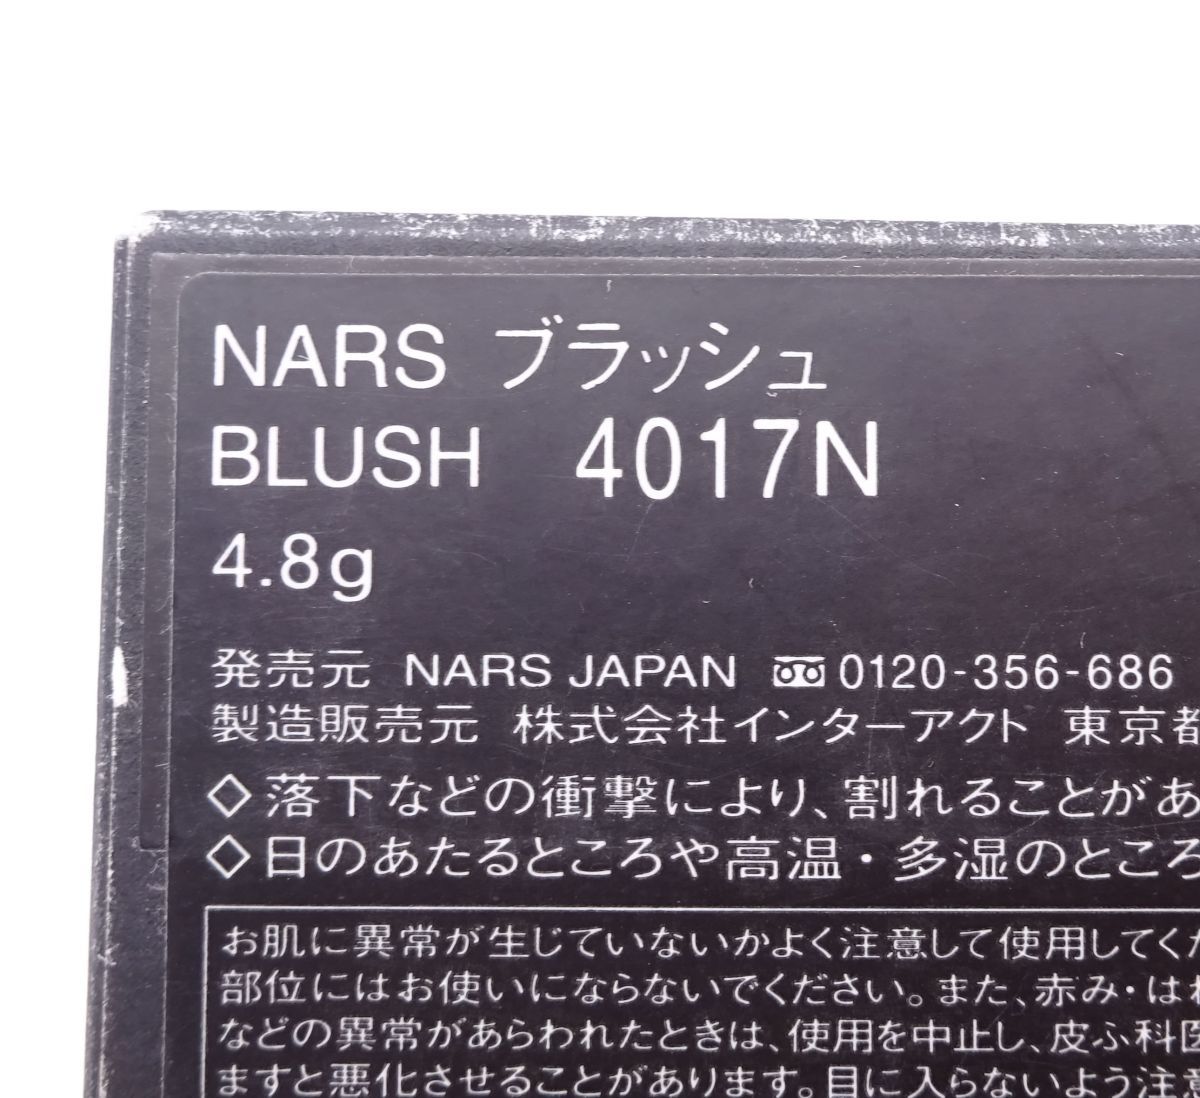 NARS ブラッシュ
BLUSH 4017N
4.8g
発売元 NARS JAPAN 0120-356-686
製造販売元 株式会社インターアクト 東京都
◇落下などの衝撃により、割れることがあ
◇日のあたるところや高温・多湿のところ
お肌に異常が生じていないかよく注意して使用してくだ
部位にはお使いにならないでください。また、赤み・はれ
などの異常があらわれたときは、使用を中止し、皮ふ科医
ますと悪化させることがあります。目に入らないよう注意